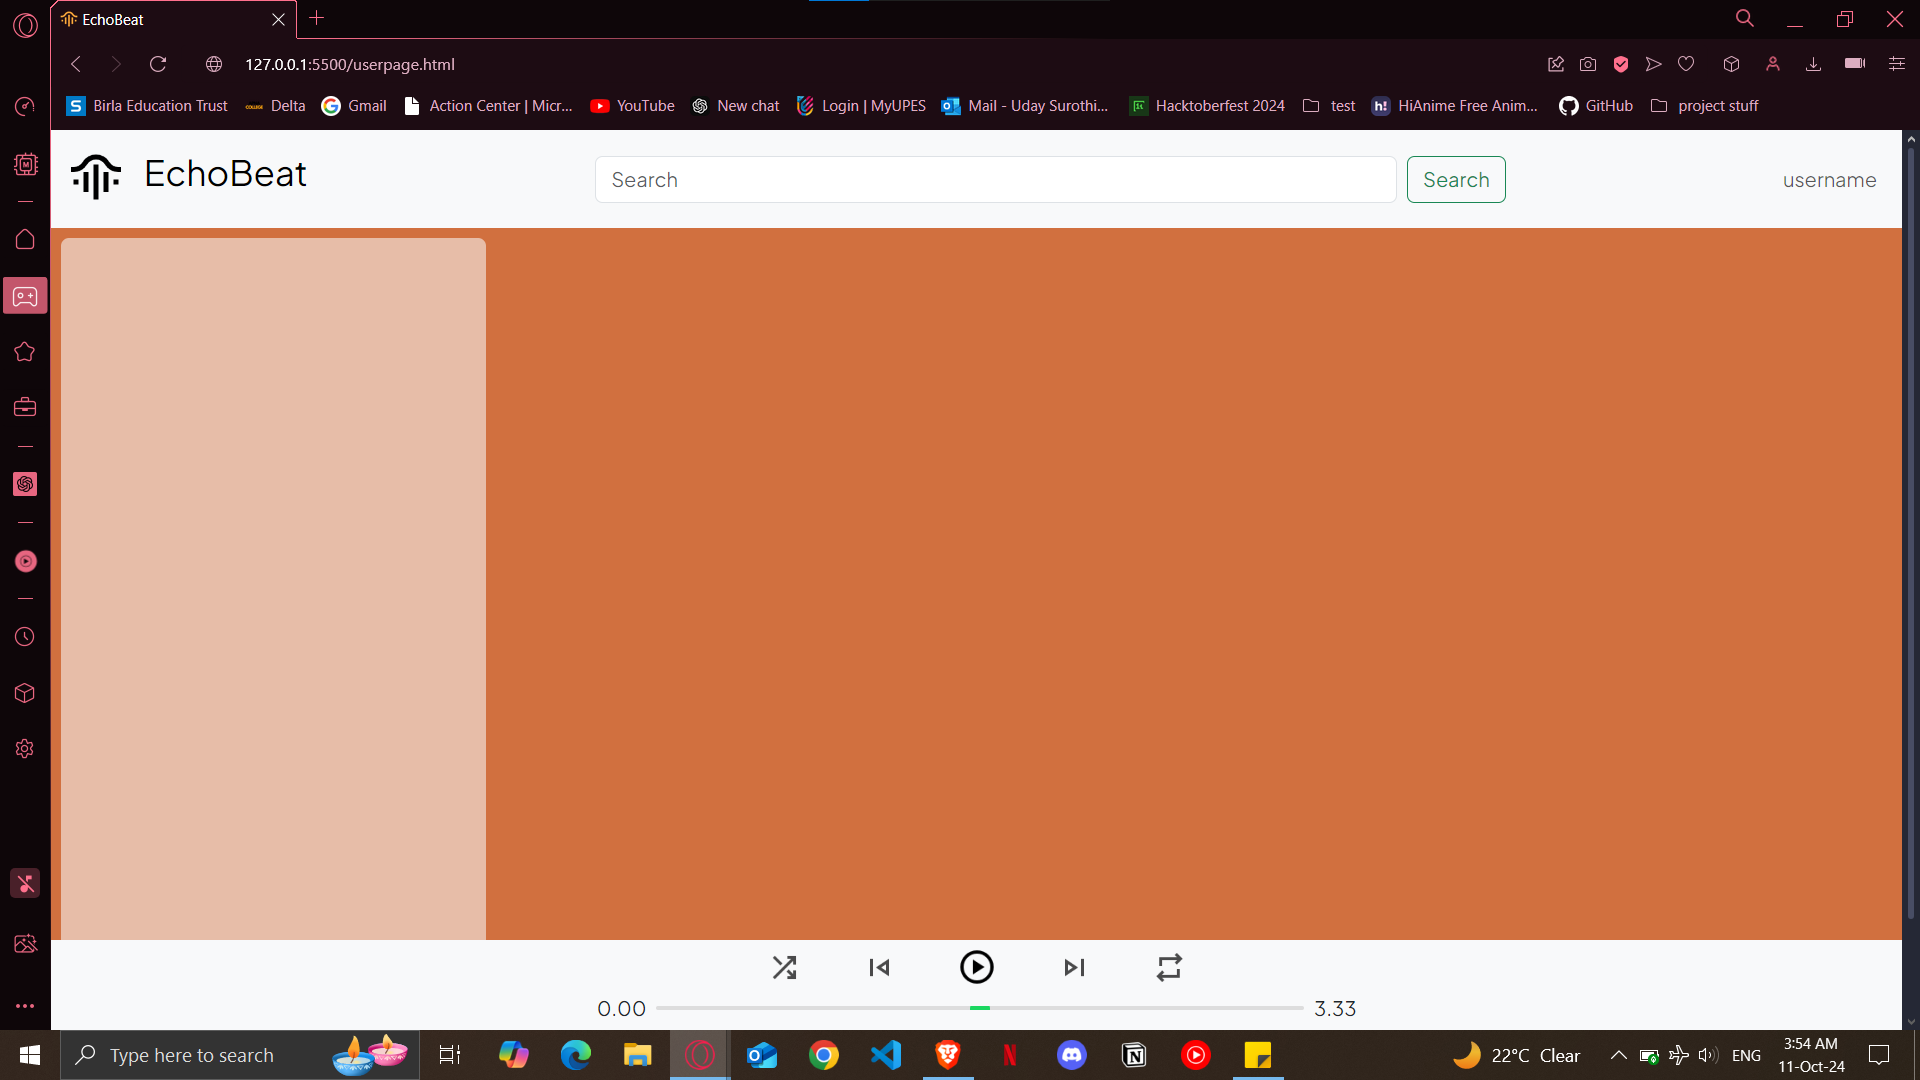 EchoBeat
127.0.0.1:5500/userpage.html
S Birla Education Trust COLLEGE Delta Gmail Action Center | Micr... YouTube New chat Login | MyUPES Mail - Uday Surothi... Hacktoberfest 2024 test h! HiAnime Free Anim... GitHub project stuff
EchoBeat Search Search username
0.00 3.33
Type here to search 22°C Clear ENG 3:54 AM
11-Oct-24